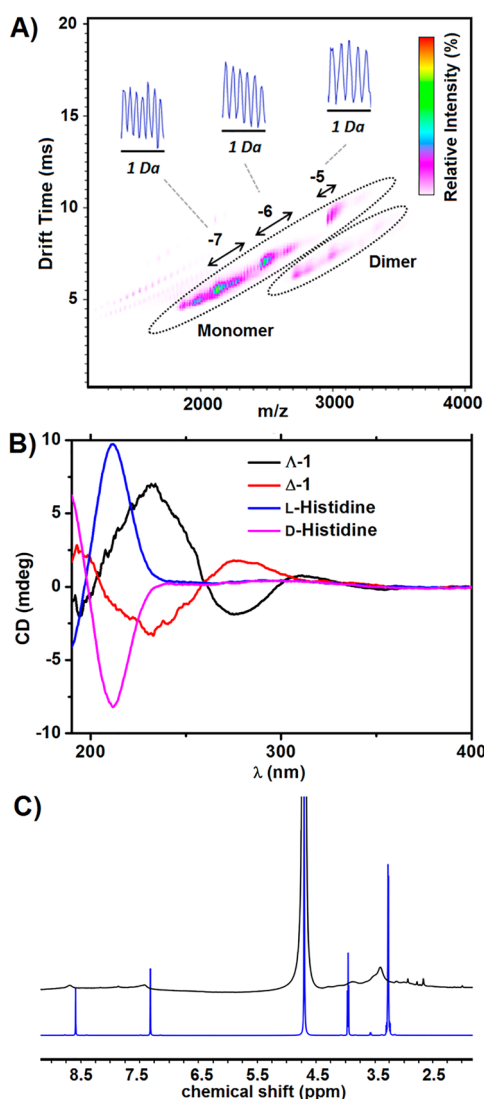 A)
20
15
10
5
Drift Time (ms)
1 Da
1 Da
1 Da
-7
-6
-5
Monomer
Dimer
Relative Intensity (%)
2000
3000
4000
m/z
B)
10
5
0
-5
-10
CD (mdeg)
Λ-1
Δ-1
L-Histidine
D-Histidine
200
300
400
λ (nm)
C)
8.5
7.5
6.5
5.5
4.5
3.5
2.5
chemical shift (ppm)